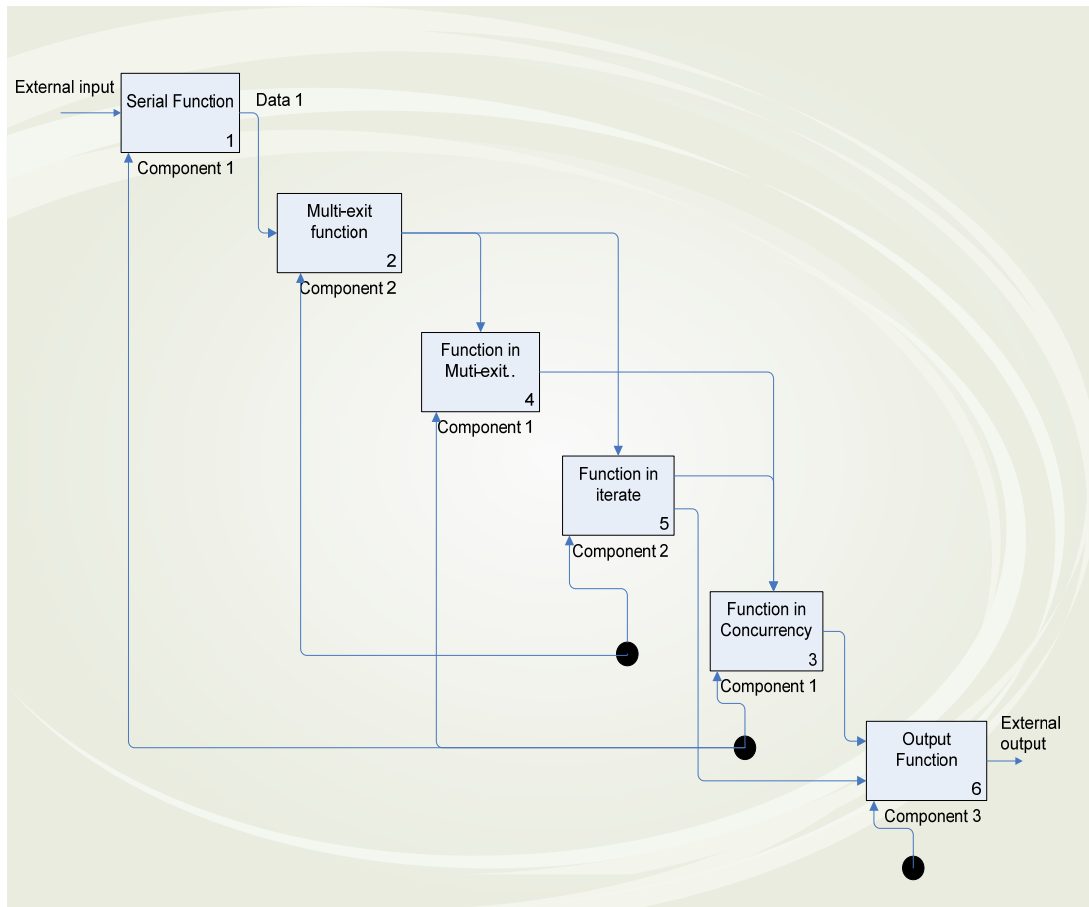 External input
Serial Function
1
Data 1
Component 1
Multi-exit
function
2
Component 2
Function in
Muti-exit..
4
Component 1
Function in
iterate
5
Component 2
Function in
Concurrency
3
Component 1
Output
Function
6
External
output
Component 3